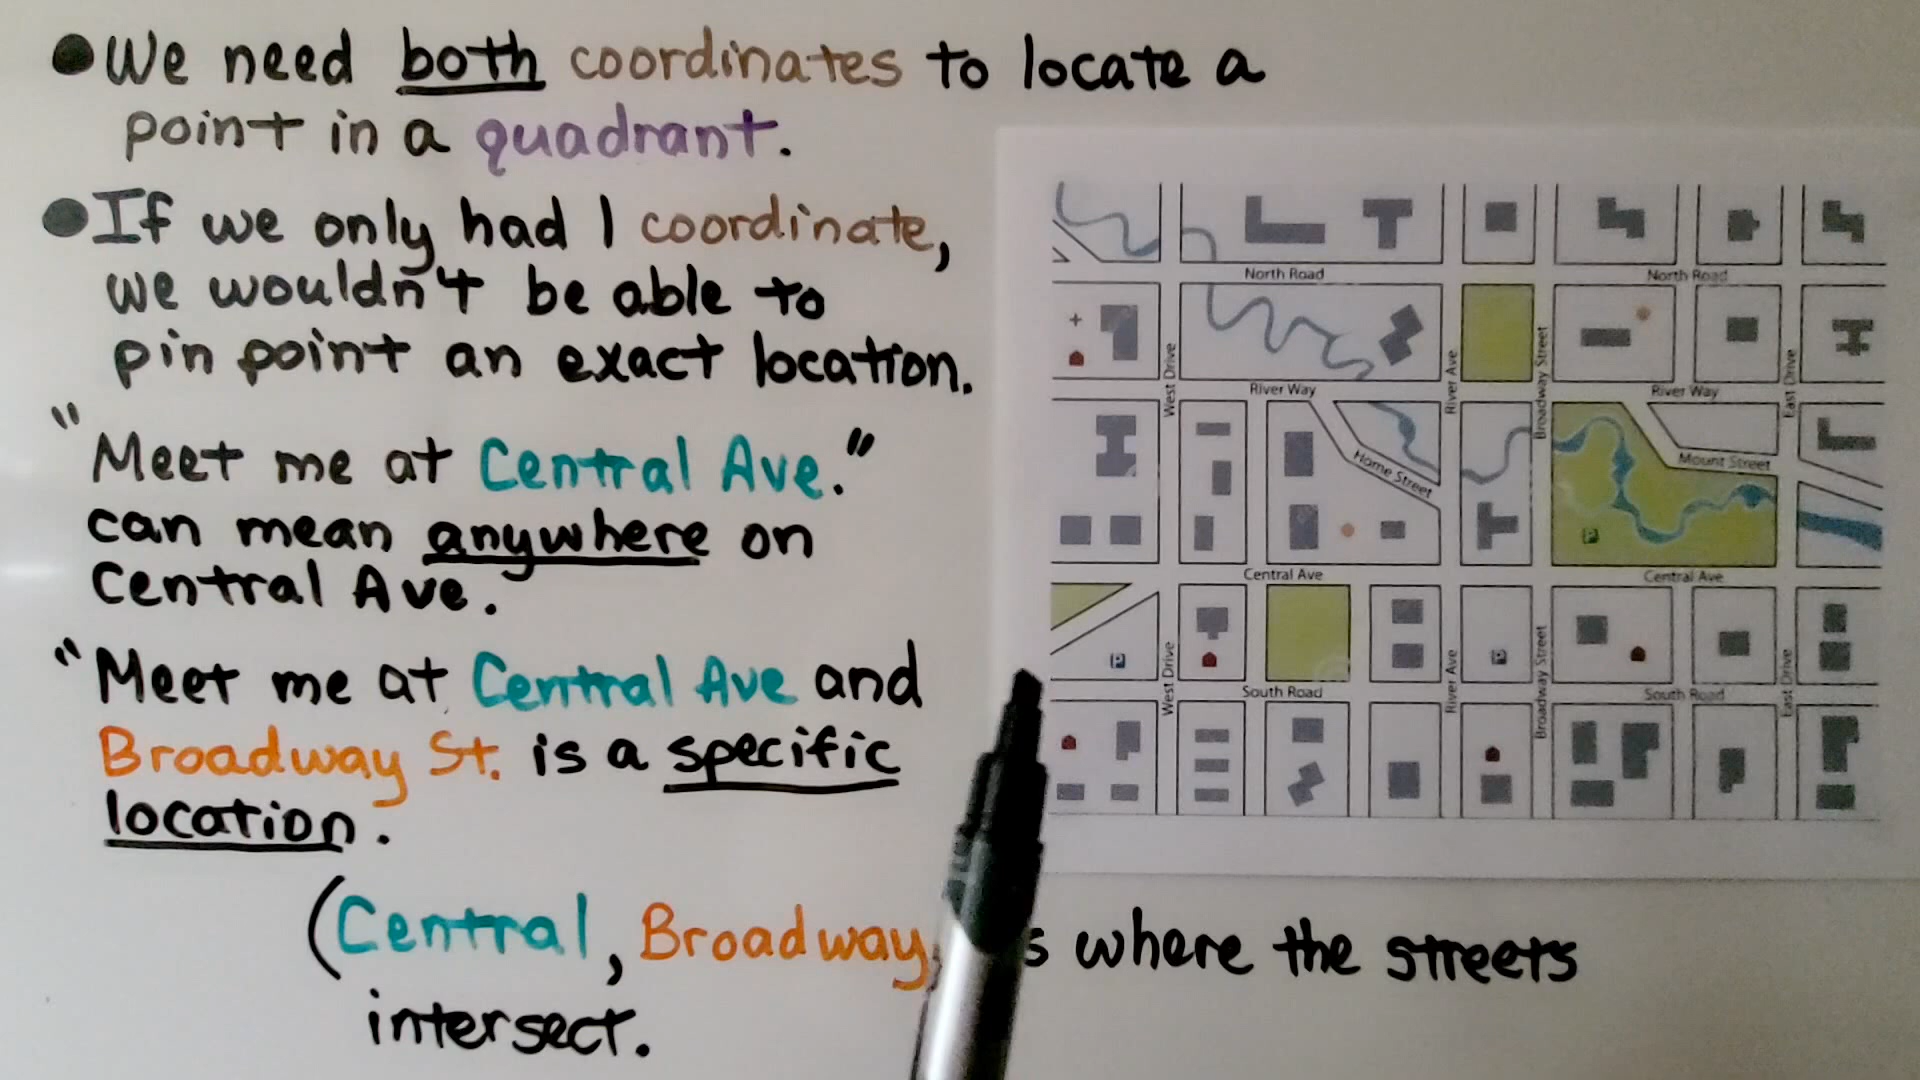 ●We need both coordinates to locate a
point in a quadrant.
●If we only had 1 coordinate,
we wouldn't be able to
pin point an exact location.
"Meet me at Central Ave."
can mean anywhere on
Central Ave.
"Meet me at Central Ave and
Broadway St. is a specific
location.
(Central, Broadway) s where the streets
intersect.
North Road
North Road
West Drive
River Ave
Broadway Street
East Drive
River Way
River Way
Home Street
Mount Street
P
Central Ave
Central Ave
P
P
West Drive
River Ave
Broadway Street
East Drive
South Road
South Road